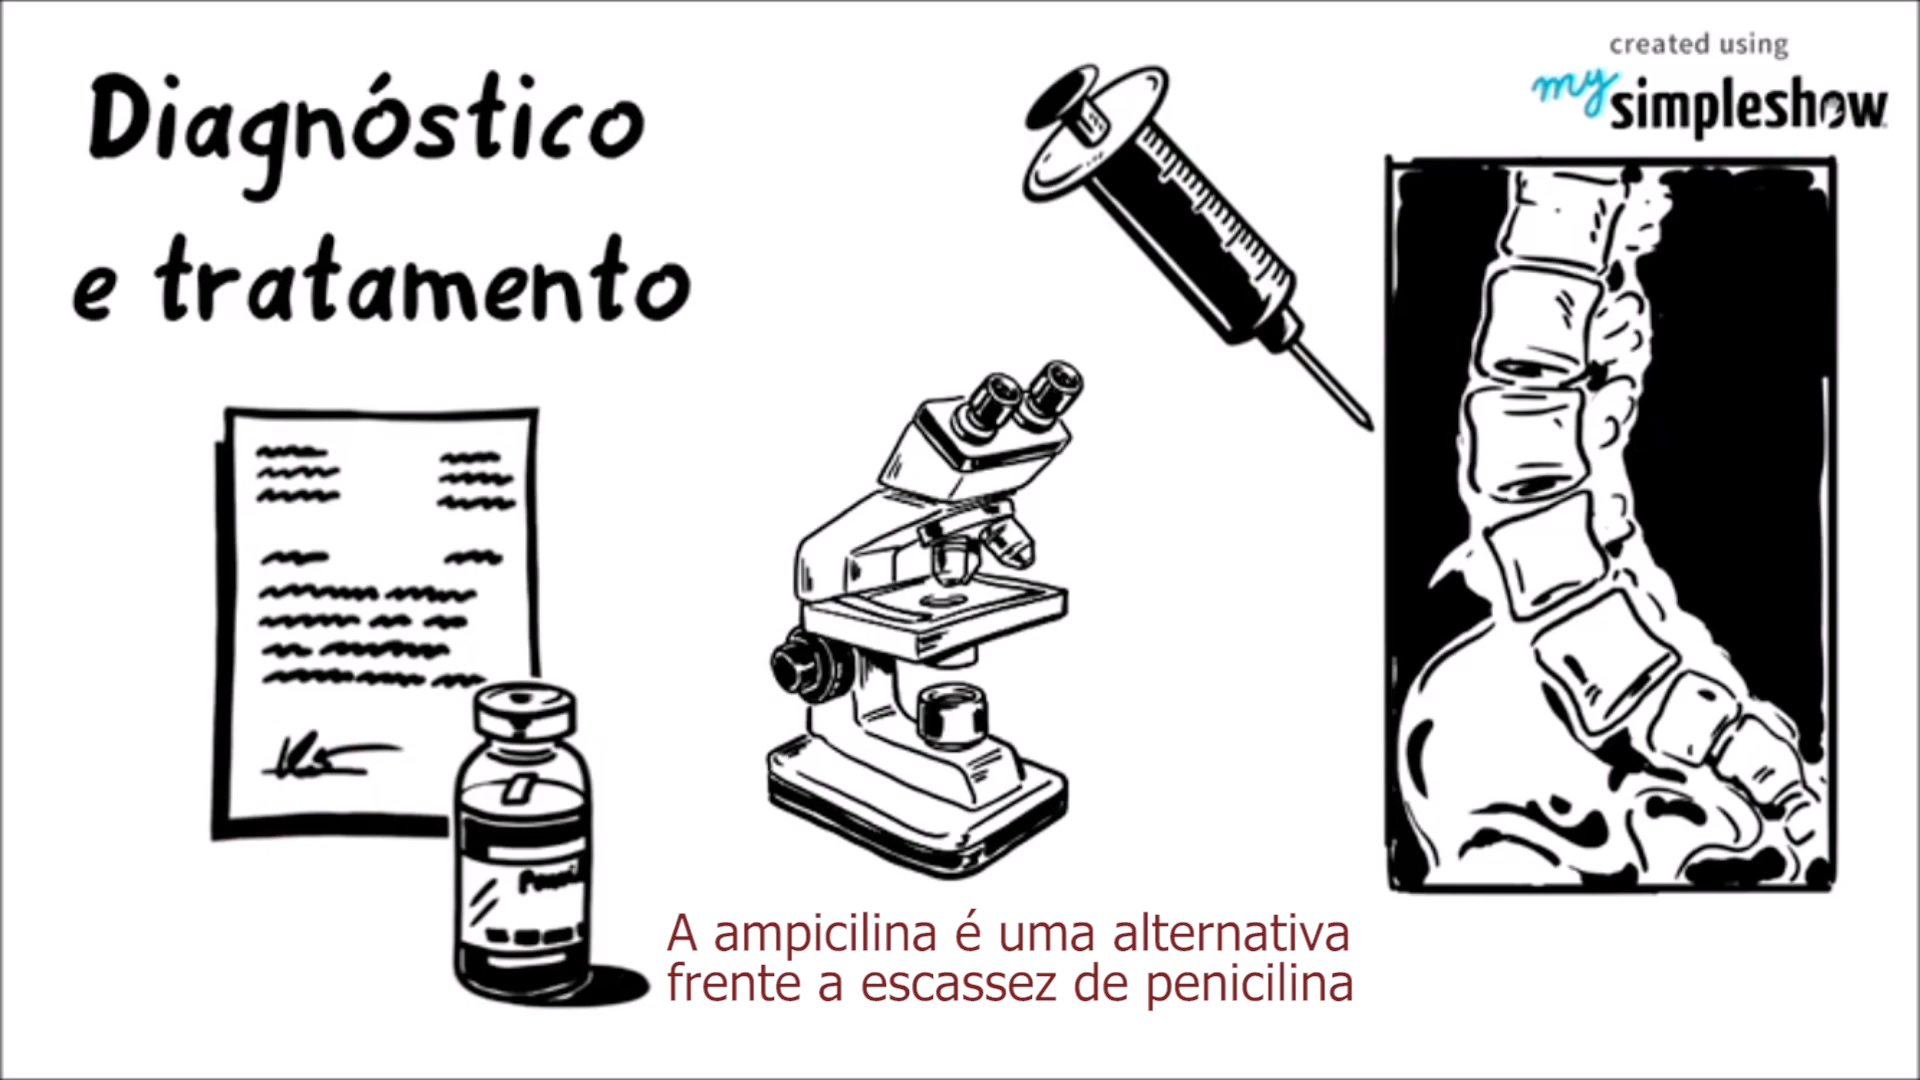 Diagnóstico
e tratamento
created using
my simpleshow
A ampicilina é uma alternativa
frente a escassez de penicilina